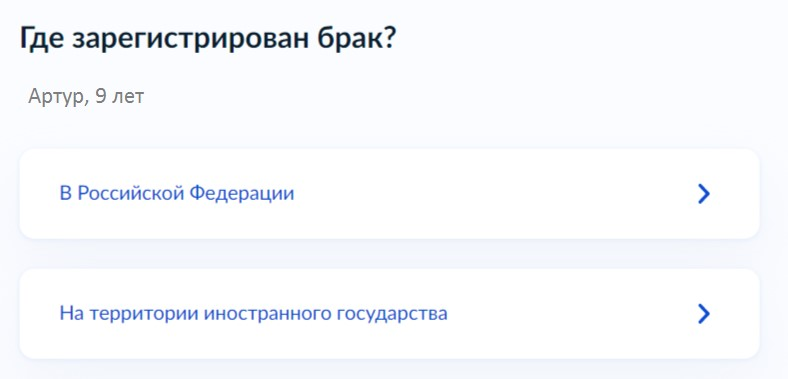 Где зарегистрирован брак?
Артур, 9 лет
В Российской Федерации
На территории иностранного государства